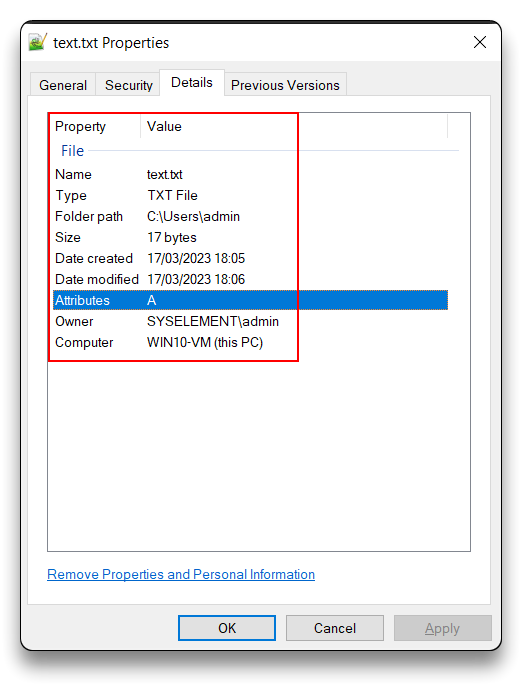 text.txt Properties
General Security Details Previous Versions
Property Value
File
Name text.txt
Type TXT File
Folder path C:\Users\admin
Size 17 bytes
Date created 17/03/2023 18:05
Date modified 17/03/2023 18:06
Attributes A
Owner SYSELEMENT\admin
Computer WIN10-VM (this PC)
Remove Properties and Personal Information
OK Cancel Apply